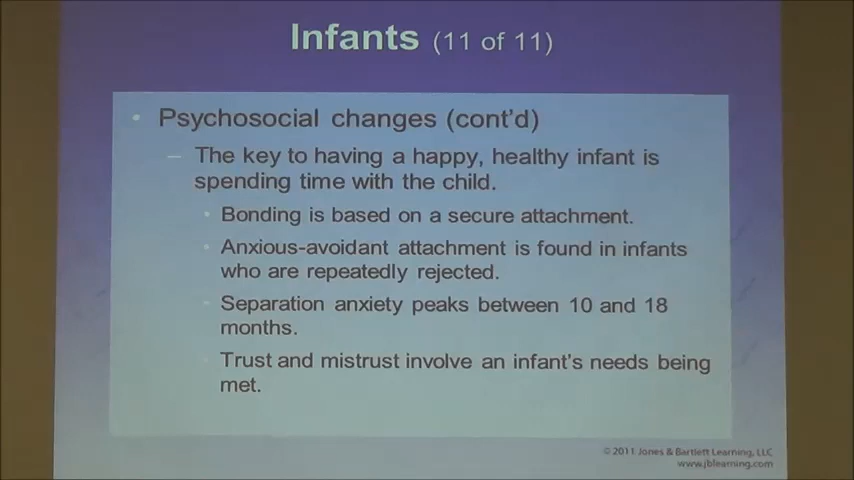 Infants (11 of 11)
• Psychosocial changes (cont'd)
– The key to having a happy, healthy infant is
spending time with the child.
• Bonding is based on a secure attachment.
• Anxious-avoidant attachment is found in infants
who are repeatedly rejected.
• Separation anxiety peaks between 10 and 18
months.
• Trust and mistrust involve an infant's needs being
met.
© 2011 Jones & Bartlett Learning, LLC
www.jblearning.com